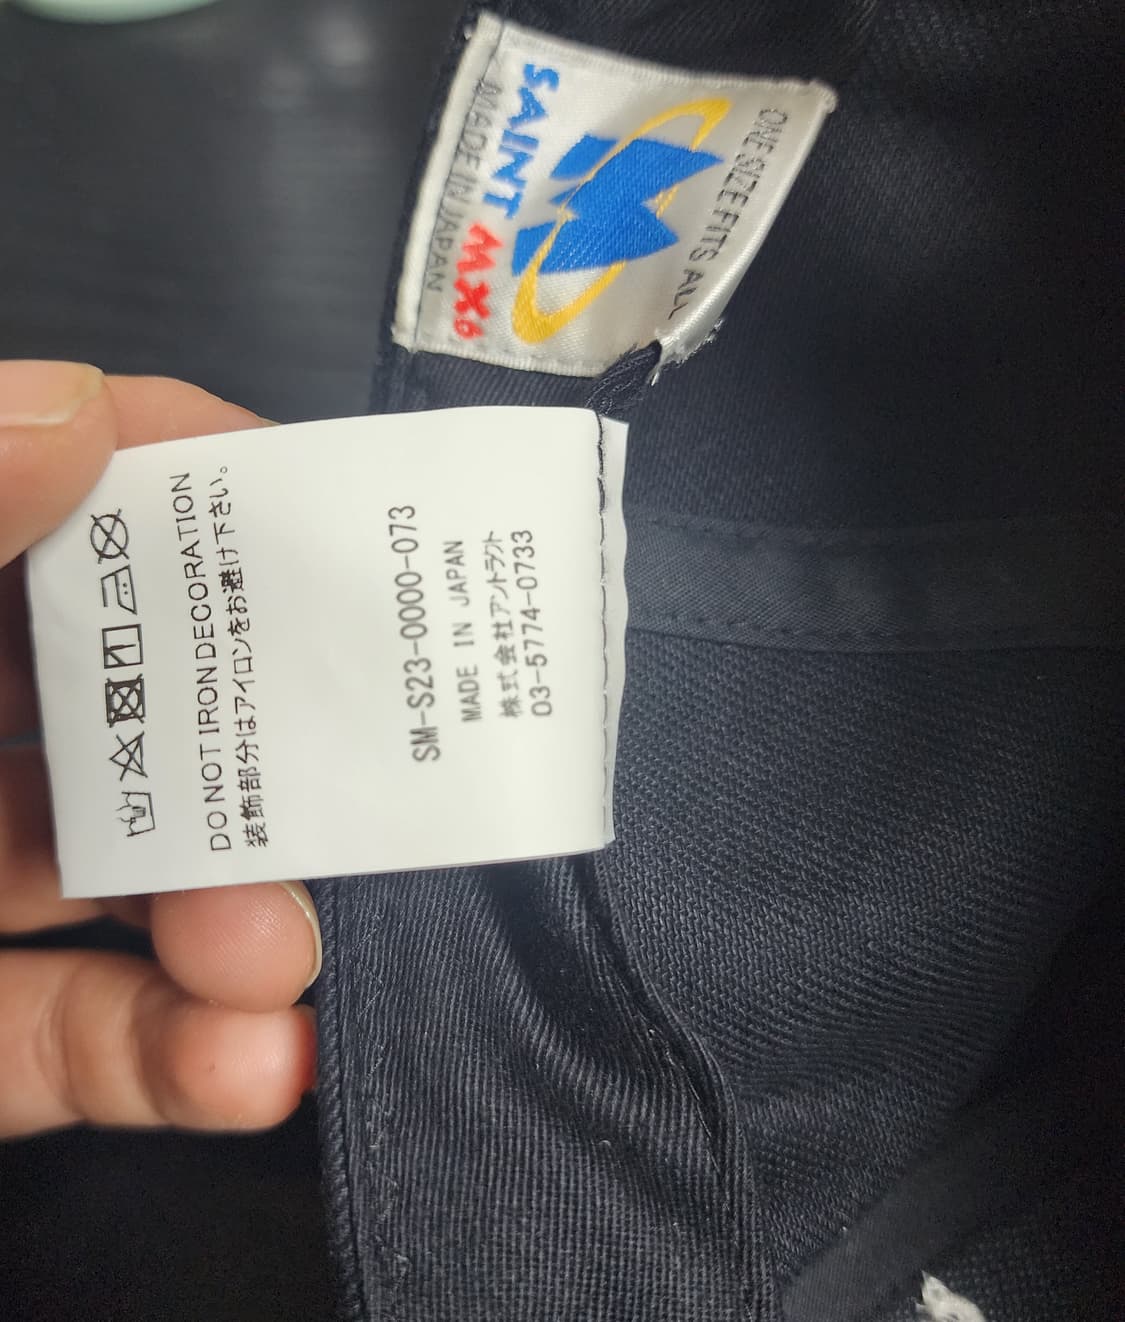 ONE SIZE FITS ALL
SAINT MX6
MADE IN JAPAN
DO NOT IRON DECORATION
装飾部分はアイロンをお避け下さい。
SM-S23-0000-073
MADE IN JAPAN
株式会社アントラクト
03-5774-0733